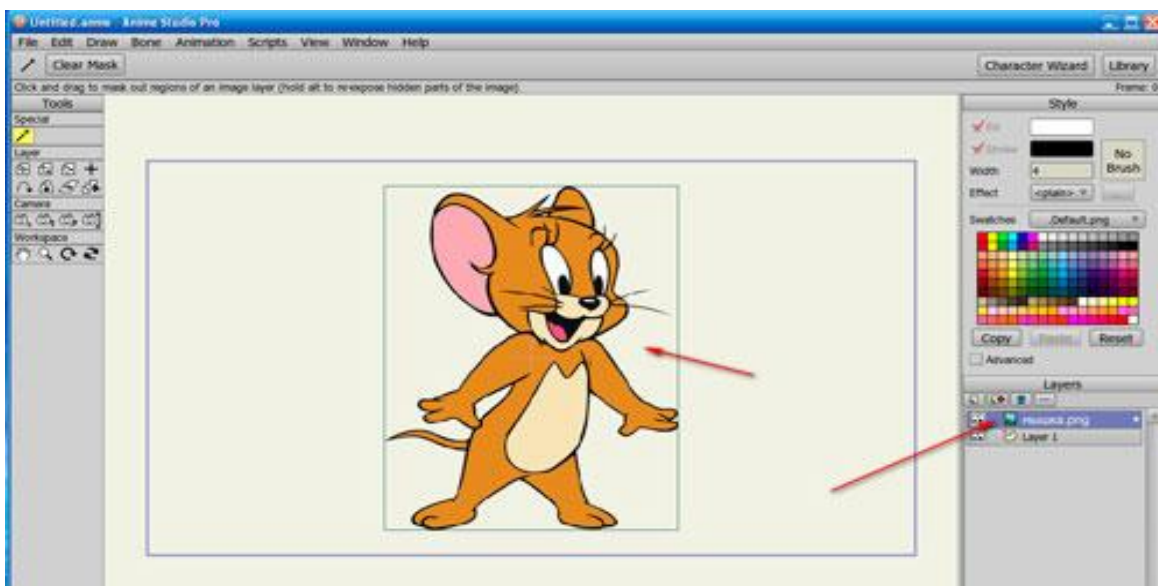 Untitled.anme - Anime Studio Pro
File Edit Draw Bone Animation Scripts View Window Help
Clear Mask
Character Wizard
Library
Click and drag to mask out regions of an image layer (hold alt to re-expose hidden parts of the image)
Frame: 0
Tools
Special
Layer
Camera
Workspace
Style
Fill
Stroke
No
Brush
Width 4
Effect <plain>
Swatches .Default.png
Copy
Paste
Reset
Advanced
Layers
мышка.png
Layer 1